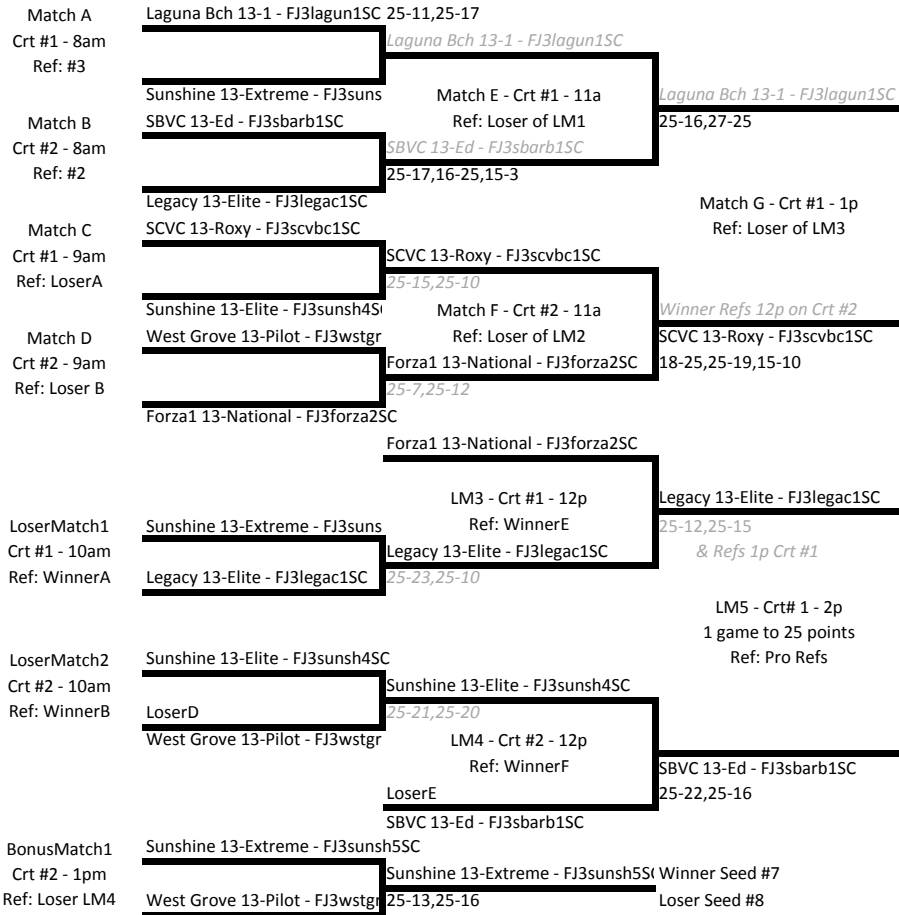 Match A
Crt #1 - 8am
Ref: #3
Laguna Bch 13-1 - FJ3lagun1SC
25-11,25-17
Laguna Bch 13-1 - FJ3lagun1SC
Sunshine 13-Extreme - FJ3suns
Match B
Crt #2 - 8am
Ref: #2
SBVC 13-Ed - FJ3sbarb1SC
SBVC 13-Ed - FJ3sbarb1SC
25-17,16-25,15-3
Legacy 13-Elite - FJ3legac1SC
Match E - Crt #1 - 11a
Ref: Loser of LM1
Laguna Bch 13-1 - FJ3lagun1SC
25-16,27-25
Match C
Crt #1 - 9am
Ref: LoserA
SCVC 13-Roxy - FJ3scvbc1SC
SCVC 13-Roxy - FJ3scvbc1SC
25-15,25-10
Sunshine 13-Elite - FJ3sunsh4S
Match D
Crt #2 - 9am
Ref: Loser B
West Grove 13-Pilot - FJ3wstgr
Forza1 13-National - FJ3forza2SC
25-7,25-12
Forza1 13-National - FJ3forza2SC
Match F - Crt #2 - 11a
Ref: Loser of LM2
Winner Refs 12p on Crt #2
SCVC 13-Roxy - FJ3scvbc1SC
18-25,25-19,15-10
Match G - Crt #1 - 1p
Ref: Loser of LM3
Forza1 13-National - FJ3forza2SC
LM3 - Crt #1 - 12p
Ref: WinnerE
LoserMatch1
Crt #1 - 10am
Ref: WinnerA
Sunshine 13-Extreme - FJ3suns
Legacy 13-Elite - FJ3legac1SC
Legacy 13-Elite - FJ3legac1SC
25-23,25-10
Legacy 13-Elite - FJ3legac1SC
25-12,25-15
& Refs 1p Crt #1
LM5 - Crt# 1 - 2p
1 game to 25 points
Ref: Pro Refs
LoserMatch2
Crt #2 - 10am
Ref: WinnerB
Sunshine 13-Elite - FJ3sunsh4SC
Sunshine 13-Elite - FJ3sunsh4SC
25-21,25-20
LoserD
West Grove 13-Pilot - FJ3wstgr
LM4 - Crt #2 - 12p
Ref: WinnerF
LoserE
SBVC 13-Ed - FJ3sbarb1SC
SBVC 13-Ed - FJ3sbarb1SC
25-22,25-16
BonusMatch1
Crt #2 - 1pm
Ref: Loser LM4
Sunshine 13-Extreme - FJ3sunsh5SC
Sunshine 13-Extreme - FJ3sunsh5S
Winner Seed #7
West Grove 13-Pilot - FJ3wstgr
25-13,25-16
Loser Seed #8